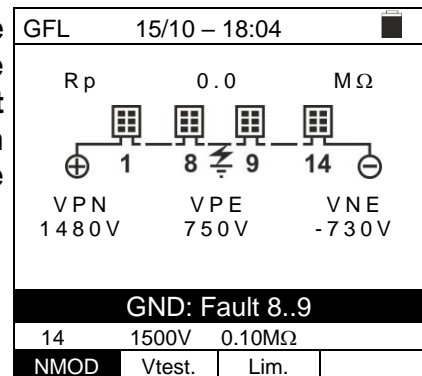 GFL 15/10 – 18:04
Rp 0.0 MΩ
1 8 9 14
VPN VPE VNE
1480V 750V -730V
GND: Fault 8..9
14 1500V 0.10MΩ
NMOD Vtest. Lim.